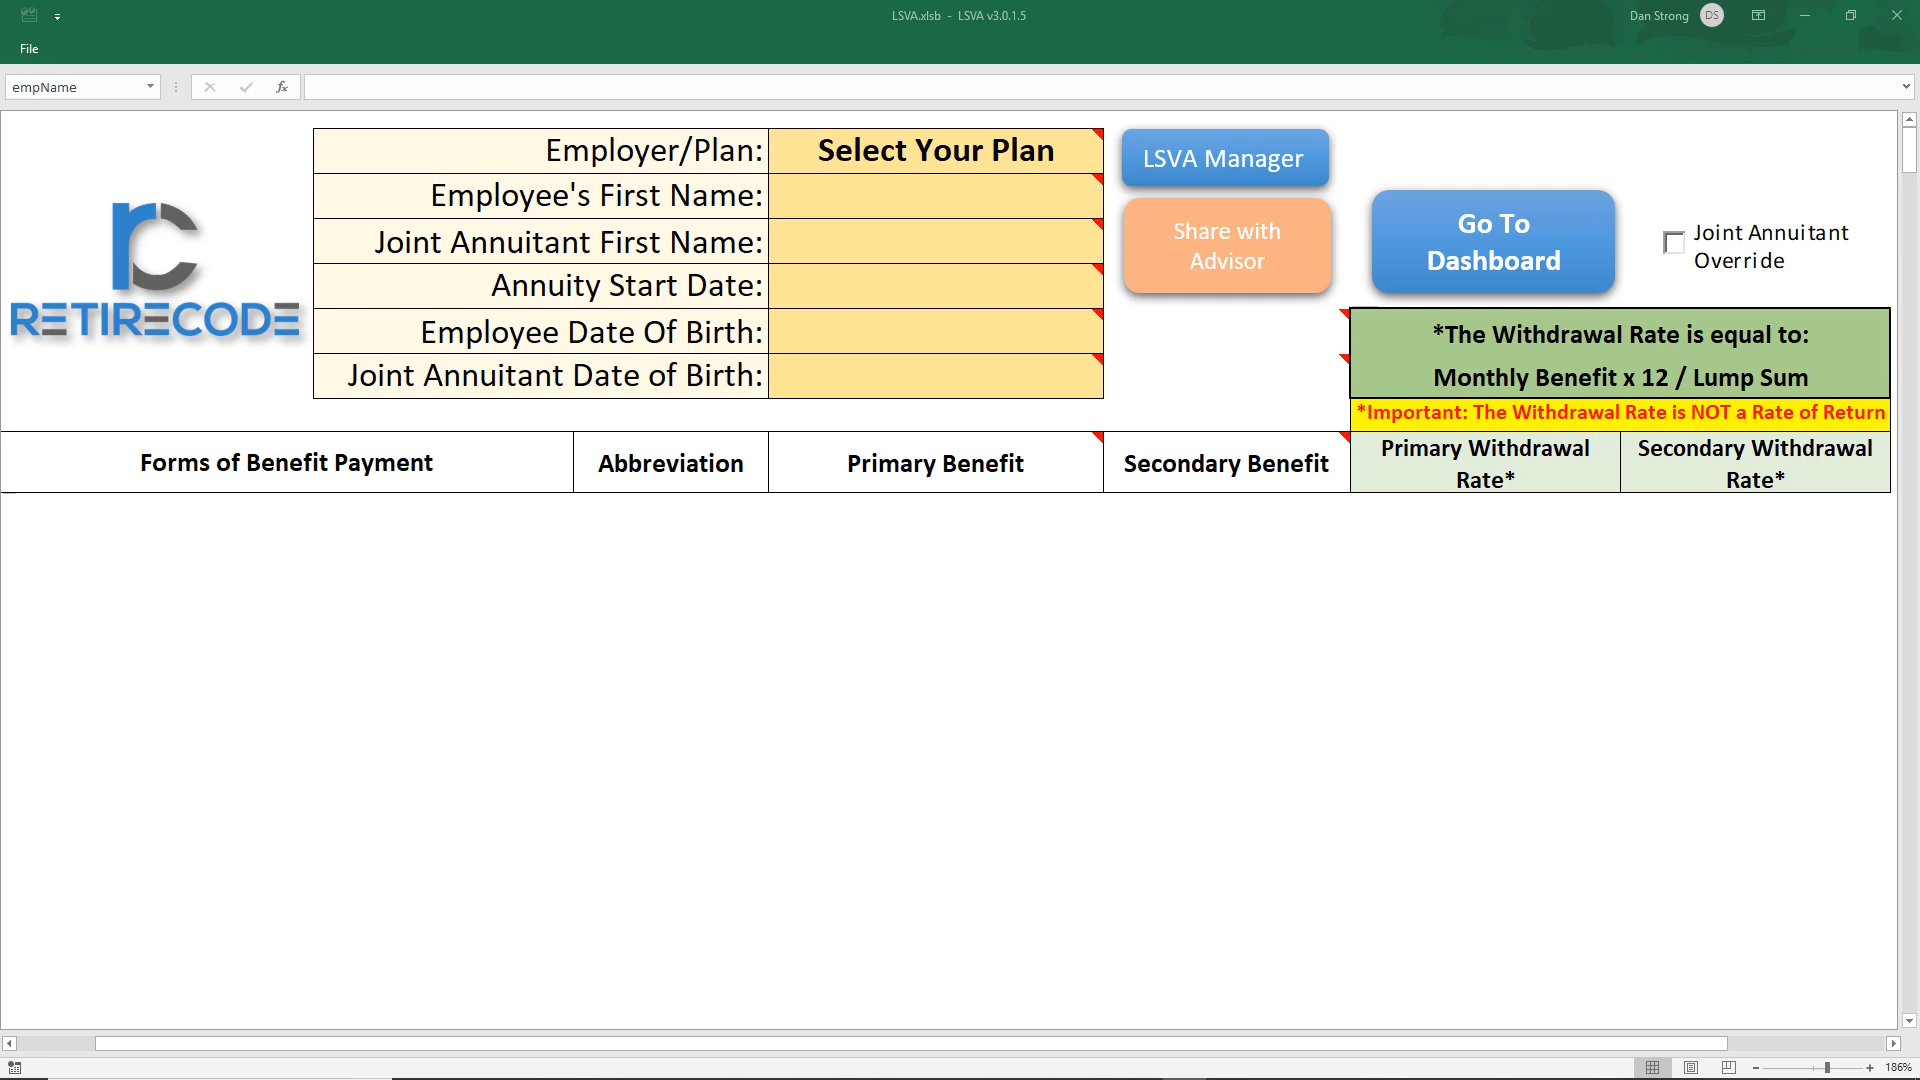 LSVA.xlsb - LSVA v3.0.1.5
Dan Strong DS
File
empName
fx
Employer/Plan: Select Your Plan
Employee's First Name:
Joint Annuitant First Name:
Annuity Start Date:
Employee Date Of Birth:
Joint Annuitant Date of Birth:
LSVA Manager
Share with
Advisor
Go To
Dashboard
Joint Annuitant
Override
rc
RETIRECODE
*The Withdrawal Rate is equal to:
Monthly Benefit x 12 / Lump Sum
*Important: The Withdrawal Rate is NOT a Rate of Return
Forms of Benefit Payment
Abbreviation
Primary Benefit
Secondary Benefit
Primary Withdrawal
Rate*
Secondary Withdrawal
Rate*
186%